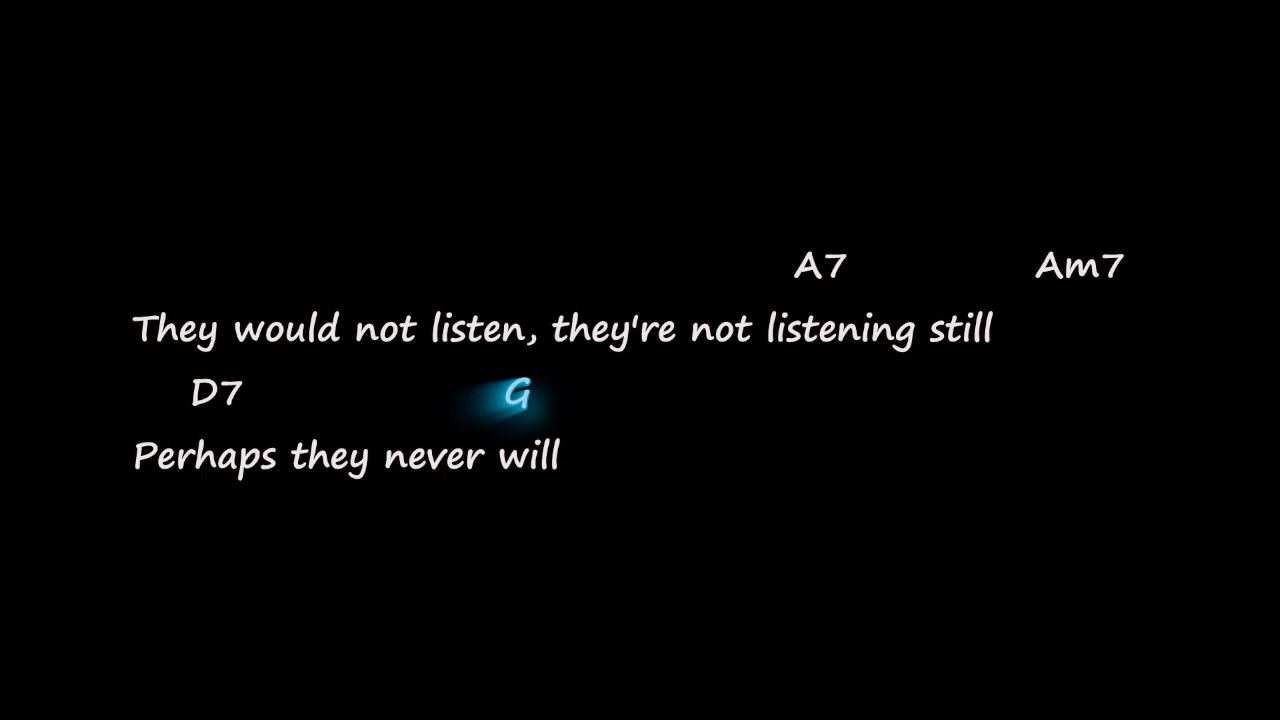 A7 Am7
They would not listen, they're not listening still
D7 G
Perhaps they never will